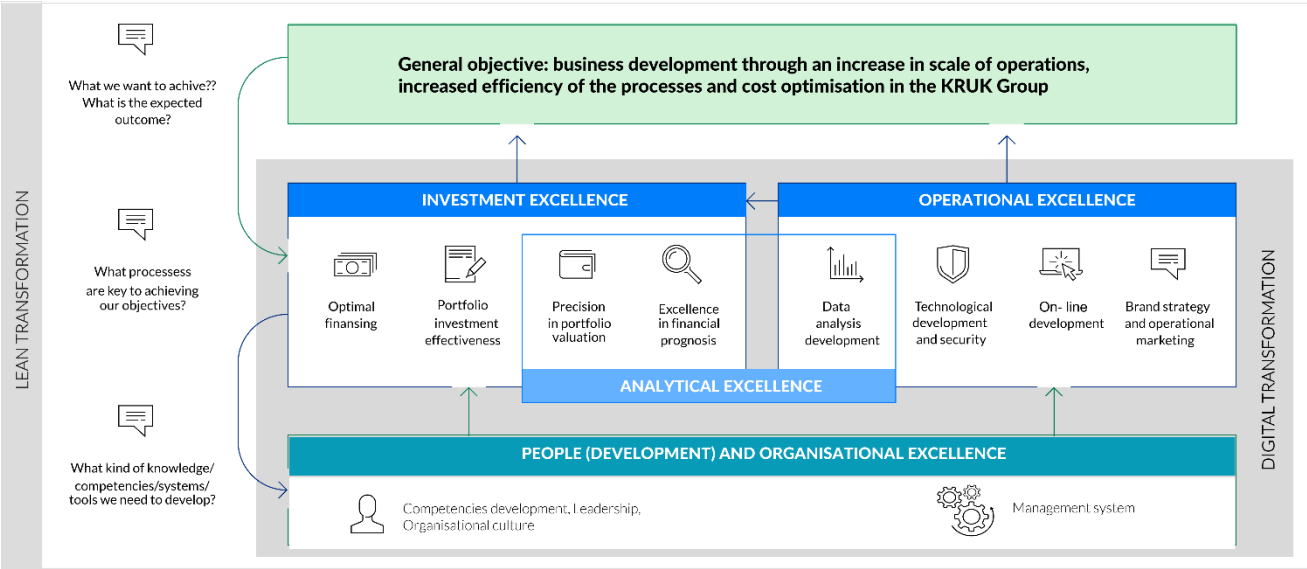 LEAN TRANSFORMATION
What we want to achive??
What is the expected
outcome?
General objective: business development through an increase in scale of operations,
increased efficiency of the processes and cost optimisation in the KRUK Group
What processess
are key to achieving
our objectives?
INVESTMENT EXCELLENCE
Optimal
finansing
Portfolio
investment
effectiveness
Precision
in portfolio
valuation
Excellence
in financial
prognosis
OPERATIONAL EXCELLENCE
Data
analysis
development
Technological
development
and security
On- line
development
Brand strategy
and operational
marketing
ANALYTICAL EXCELLENCE
DIGITAL TRANSFORMATION
What kind of knowledge/
competencies/systems/
tools we need to develop?
PEOPLE (DEVELOPMENT) AND ORGANISATIONAL EXCELLENCE
Competencies development, Leadership,
Organisational culture
Management system